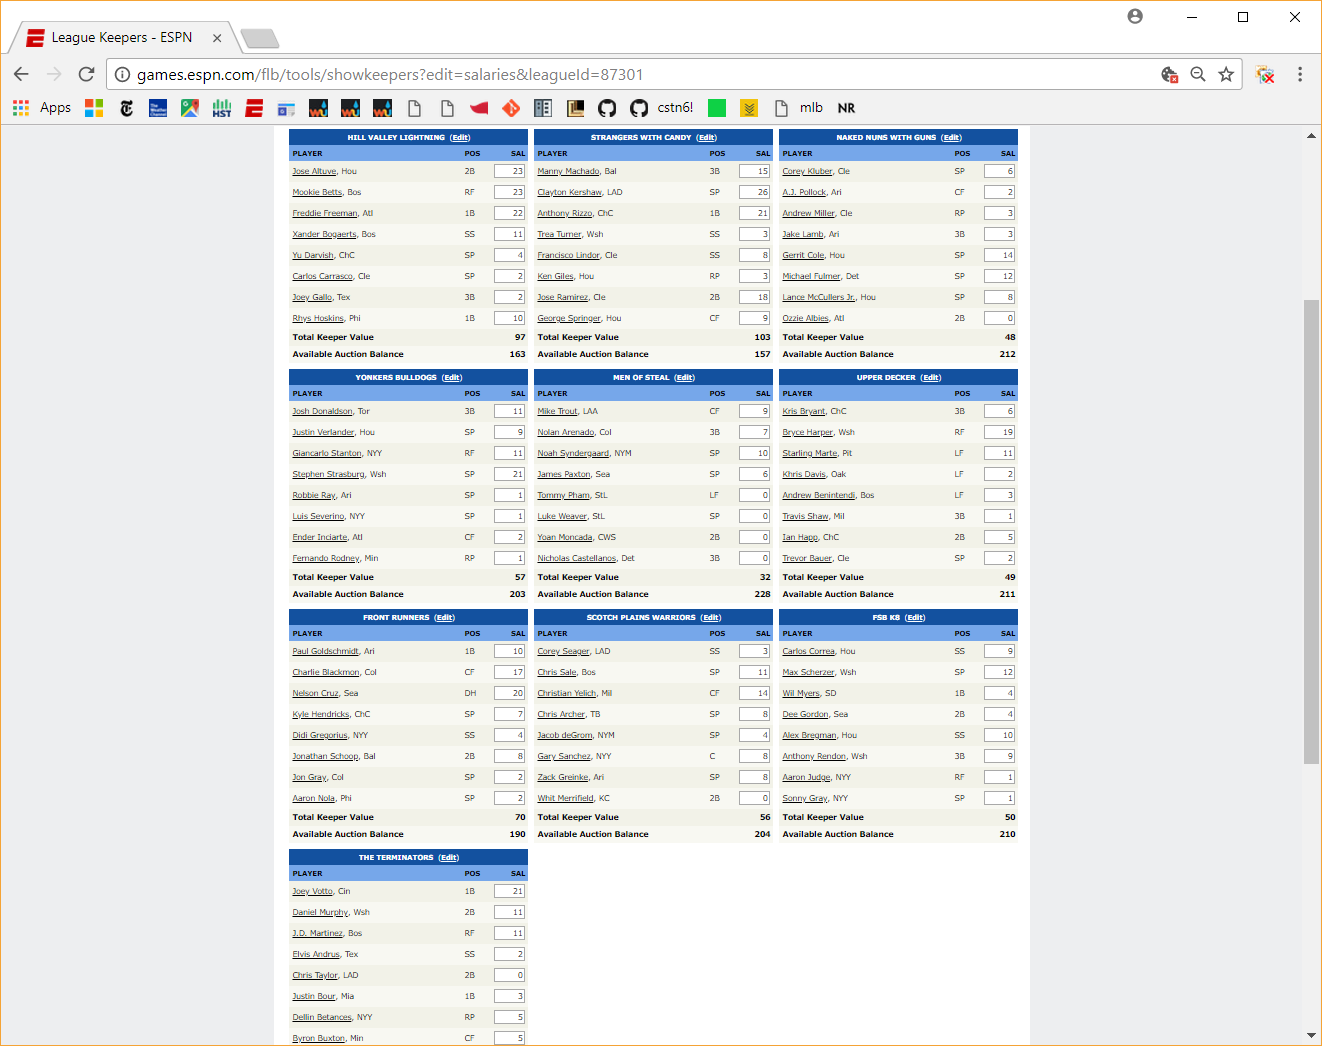 League Keepers - ESPN
games.espn.com/flb/tools/showkeepers?edit=salaries&leagueId=87301
Apps
cstn6!
mlb
NR
HILL VALLEY LIGHTNING (Edit)
PLAYER POS SAL
Jose Altuve, Hou 2B 23
Mookie Betts, Bos RF 23
Freddie Freeman, Atl 1B 22
Xander Bogaerts, Bos SS 11
Yu Darvish, ChC SP 4
Carlos Carrasco, Cle SP 2
Joey Gallo, Tex 3B 2
Rhys Hoskins, Phi 1B 10
Total Keeper Value 97
Available Auction Balance 163
STRANGERS WITH CANDY (Edit)
PLAYER POS SAL
Manny Machado, Bal 3B 15
Clayton Kershaw, LAD SP 26
Anthony Rizzo, ChC 1B 21
Trea Turner, Wsh SS 3
Francisco Lindor, Cle SS 8
Ken Giles, Hou RP 3
Jose Ramirez, Cle 2B 18
George Springer, Hou CF 9
Total Keeper Value 103
Available Auction Balance 157
NAKED NUNS WITH GUNS (Edit)
PLAYER POS SAL
Corey Kluber, Cle SP 6
A.J. Pollock, Ari CF 2
Andrew Miller, Cle RP 3
Jake Lamb, Ari 3B 3
Gerrit Cole, Hou SP 14
Michael Fulmer, Det SP 12
Lance McCullers Jr., Hou SP 8
Ozzie Albies, Atl 2B 0
Total Keeper Value 48
Available Auction Balance 212
YONKERS BULLDOGS (Edit)
PLAYER POS SAL
Josh Donaldson, Tor 3B 11
Justin Verlander, Hou SP 9
Giancarlo Stanton, NYY RF 11
Stephen Strasburg, Wsh SP 21
Robbie Ray, Ari SP 1
Luis Severino, NYY SP 1
Ender Inciarte, Atl CF 2
Fernando Rodney, Min RP 1
Total Keeper Value 57
Available Auction Balance 203
MEN OF STEAL (Edit)
PLAYER POS SAL
Mike Trout, LAA CF 9
Nolan Arenado, Col 3B 7
Noah Syndergaard, NYM SP 10
James Paxton, Sea SP 6
Tommy Pham, StL LF 0
Luke Weaver, StL SP 0
Yoan Moncada, CWS 2B 0
Nicholas Castellanos, Det 3B 0
Total Keeper Value 32
Available Auction Balance 228
UPPER DECKER (Edit)
PLAYER POS SAL
Kris Bryant, ChC 3B 6
Bryce Harper, Wsh RF 19
Starling Marte, Pit LF 11
Khris Davis, Oak LF 2
Andrew Benintendi, Bos LF 3
Travis Shaw, Mil 3B 1
Ian Happ, ChC 2B 5
Trevor Bauer, Cle SP 2
Total Keeper Value 49
Available Auction Balance 211
FRONT RUNNERS (Edit)
PLAYER POS SAL
Paul Goldschmidt, Ari 1B 10
Charlie Blackmon, Col CF 17
Nelson Cruz, Sea DH 20
Kyle Hendricks, ChC SP 7
Didi Gregorius, NYY SS 4
Jonathan Schoop, Bal 2B 8
Jon Gray, Col SP 2
Aaron Nola, Phi SP 2
Total Keeper Value 70
Available Auction Balance 190
SCOTCH PLAINS WARRIORS (Edit)
PLAYER POS SAL
Corey Seager, LAD SS 3
Chris Sale, Bos SP 11
Christian Yelich, Mil CF 14
Chris Archer, TB SP 8
Jacob deGrom, NYM SP 4
Gary Sanchez, NYY C 8
Zack Greinke, Ari SP 8
Whit Merrifield, KC 2B 0
Total Keeper Value 56
Available Auction Balance 204
FSB K8 (Edit)
PLAYER POS SAL
Carlos Correa, Hou SS 9
Max Scherzer, Wsh SP 12
Wil Myers, SD 1B 4
Dee Gordon, Sea 2B 4
Alex Bregman, Hou SS 10
Anthony Rendon, Wsh 3B 9
Aaron Judge, NYY RF 1
Sonny Gray, NYY SP 1
Total Keeper Value 50
Available Auction Balance 210
THE TERMINATORS (Edit)
PLAYER POS SAL
Joey Votto, Cin 1B 21
Daniel Murphy, Wsh 2B 11
J.D. Martinez, Bos RF 11
Elvis Andrus, Tex SS 2
Chris Taylor, LAD 2B 0
Justin Bour, Mia 1B 3
Dellin Betances, NYY RP 5
Byron Buxton, Min CF 5